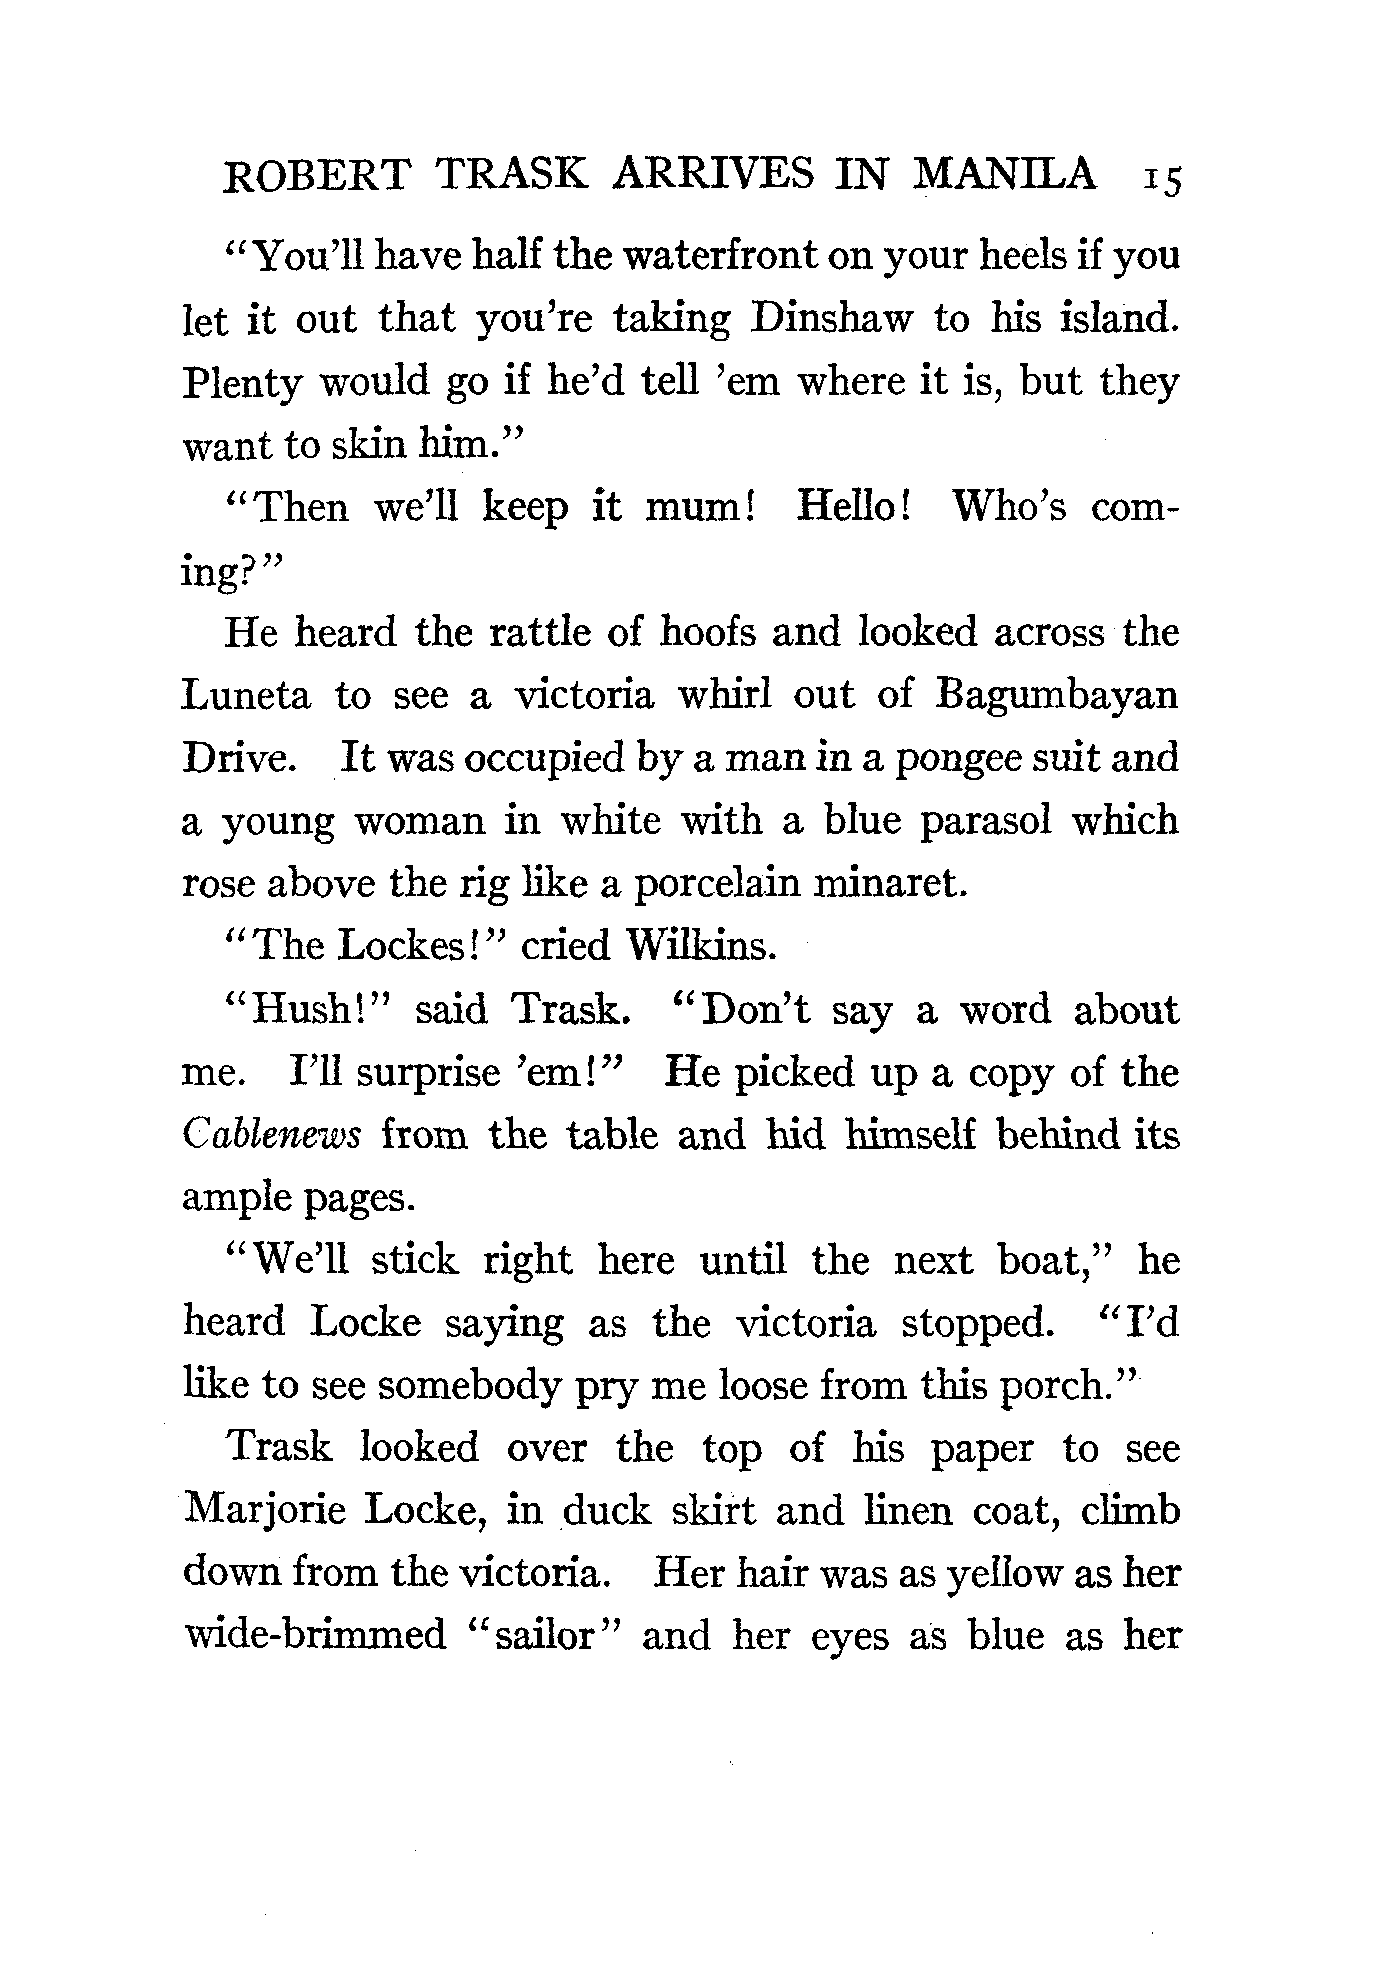 ROBERT TRASK ARRIVES IN MANILA 15
“You’ll have half the waterfront on your heels if you
let it out that you’re taking Dinshaw to his island.
Plenty would go if he’d tell ’em where it is, but they
want to skin him.”
“Then we’ll keep it mum! Hello! Who’s com-
ing?”
He heard the rattle of hoofs and looked across the
Luneta to see a victoria whirl out of Bagumbayan
Drive. It was occupied by a man in a pongee suit and
a young woman in white with a blue parasol which
rose above the rig like a porcelain minaret.
“The Lockes!” cried Wilkins.
“Hush!” said Trask. “Don’t say a word about
me. I’ll surprise ’em!” He picked up a copy of the
Cablenews from the table and hid himself behind its
ample pages.
“We’ll stick right here until the next boat,” he
heard Locke saying as the victoria stopped. “I’d
like to see somebody pry me loose from this porch.”
Trask looked over the top of his paper to see
Marjorie Locke, in duck skirt and linen coat, climb
down from the victoria. Her hair was as yellow as her
wide-brimmed “sailor” and her eyes as blue as her